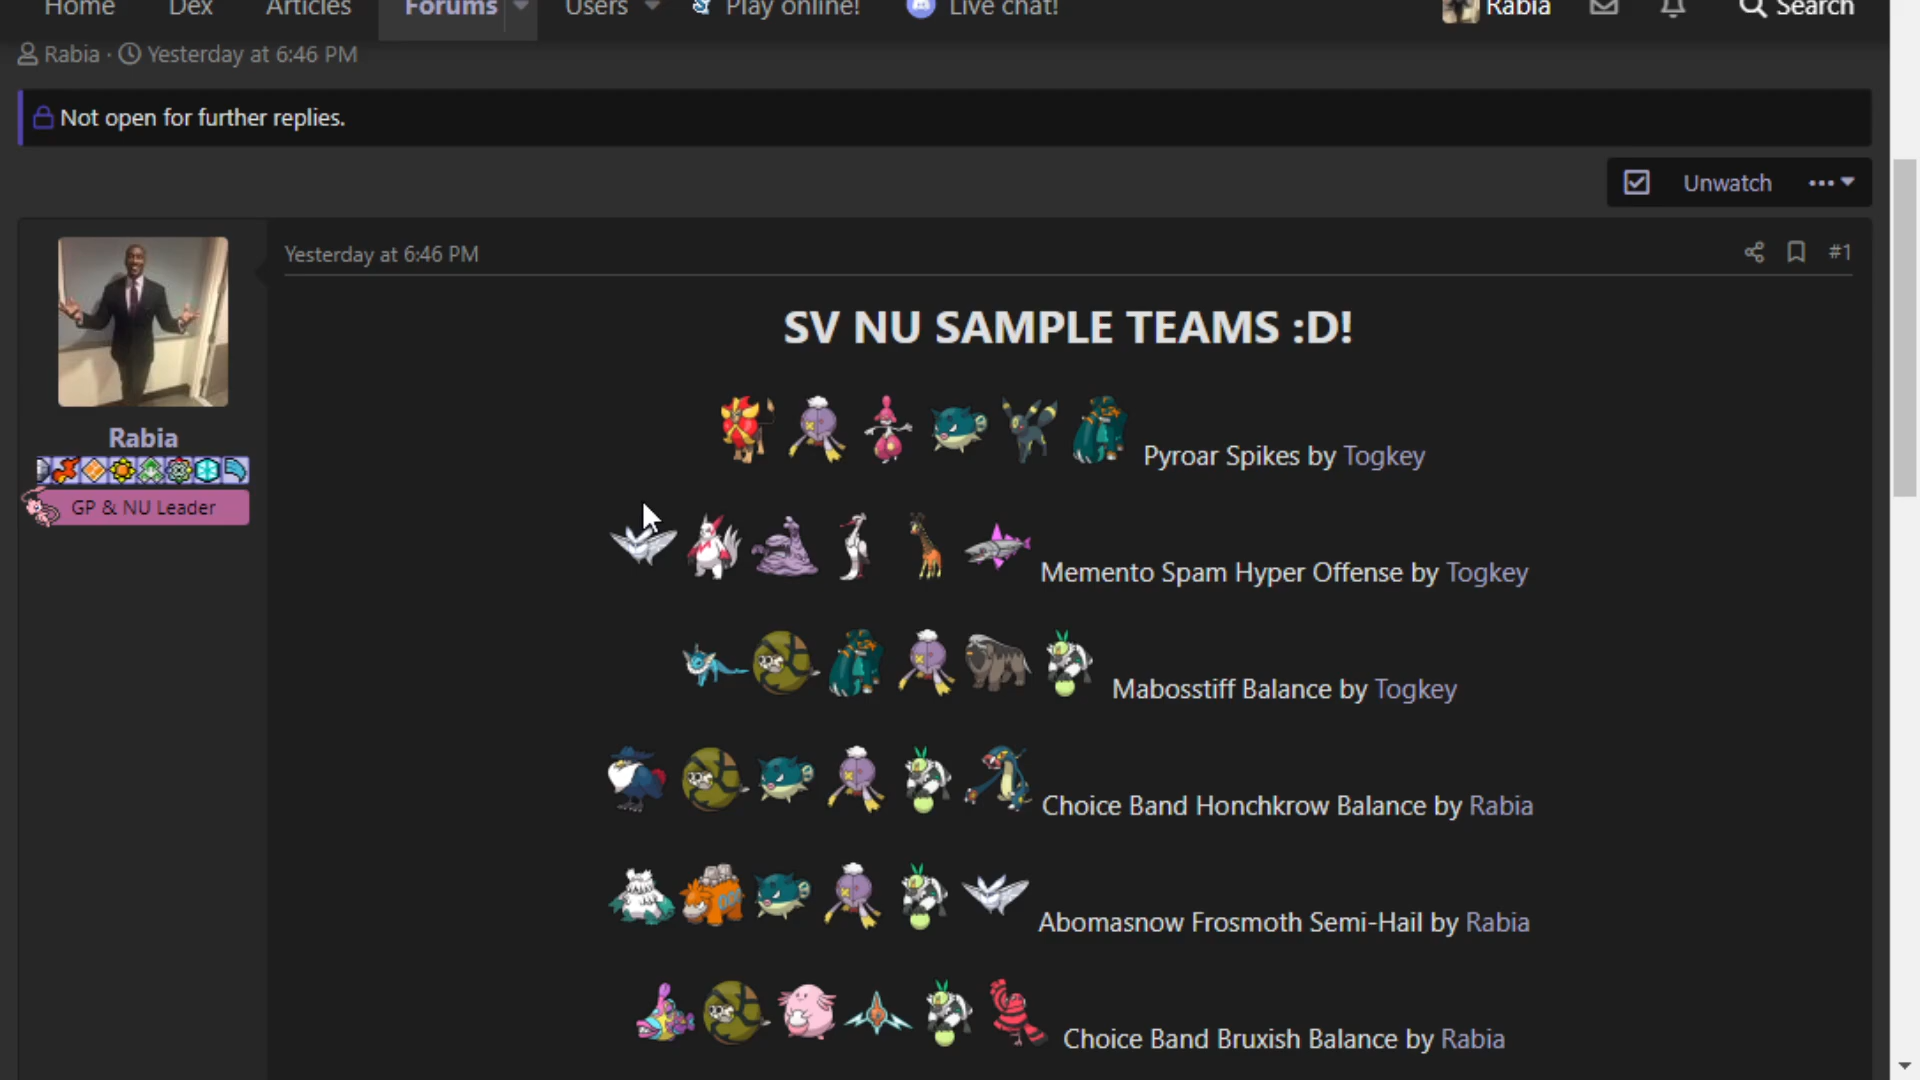 Home Dex Articles Forums Users Play online! Live chat! Rabia Search
Rabia · Yesterday at 6:46 PM
Not open for further replies.
Unwatch
Yesterday at 6:46 PM #1
SV NU SAMPLE TEAMS :D!
Rabia
GP & NU Leader
Pyroar Spikes by Togkey
Memento Spam Hyper Offense by Togkey
Mabosstiff Balance by Togkey
Choice Band Honchkrow Balance by Rabia
Abomasnow Frosmoth Semi-Hail by Rabia
Choice Band Bruxish Balance by Rabia